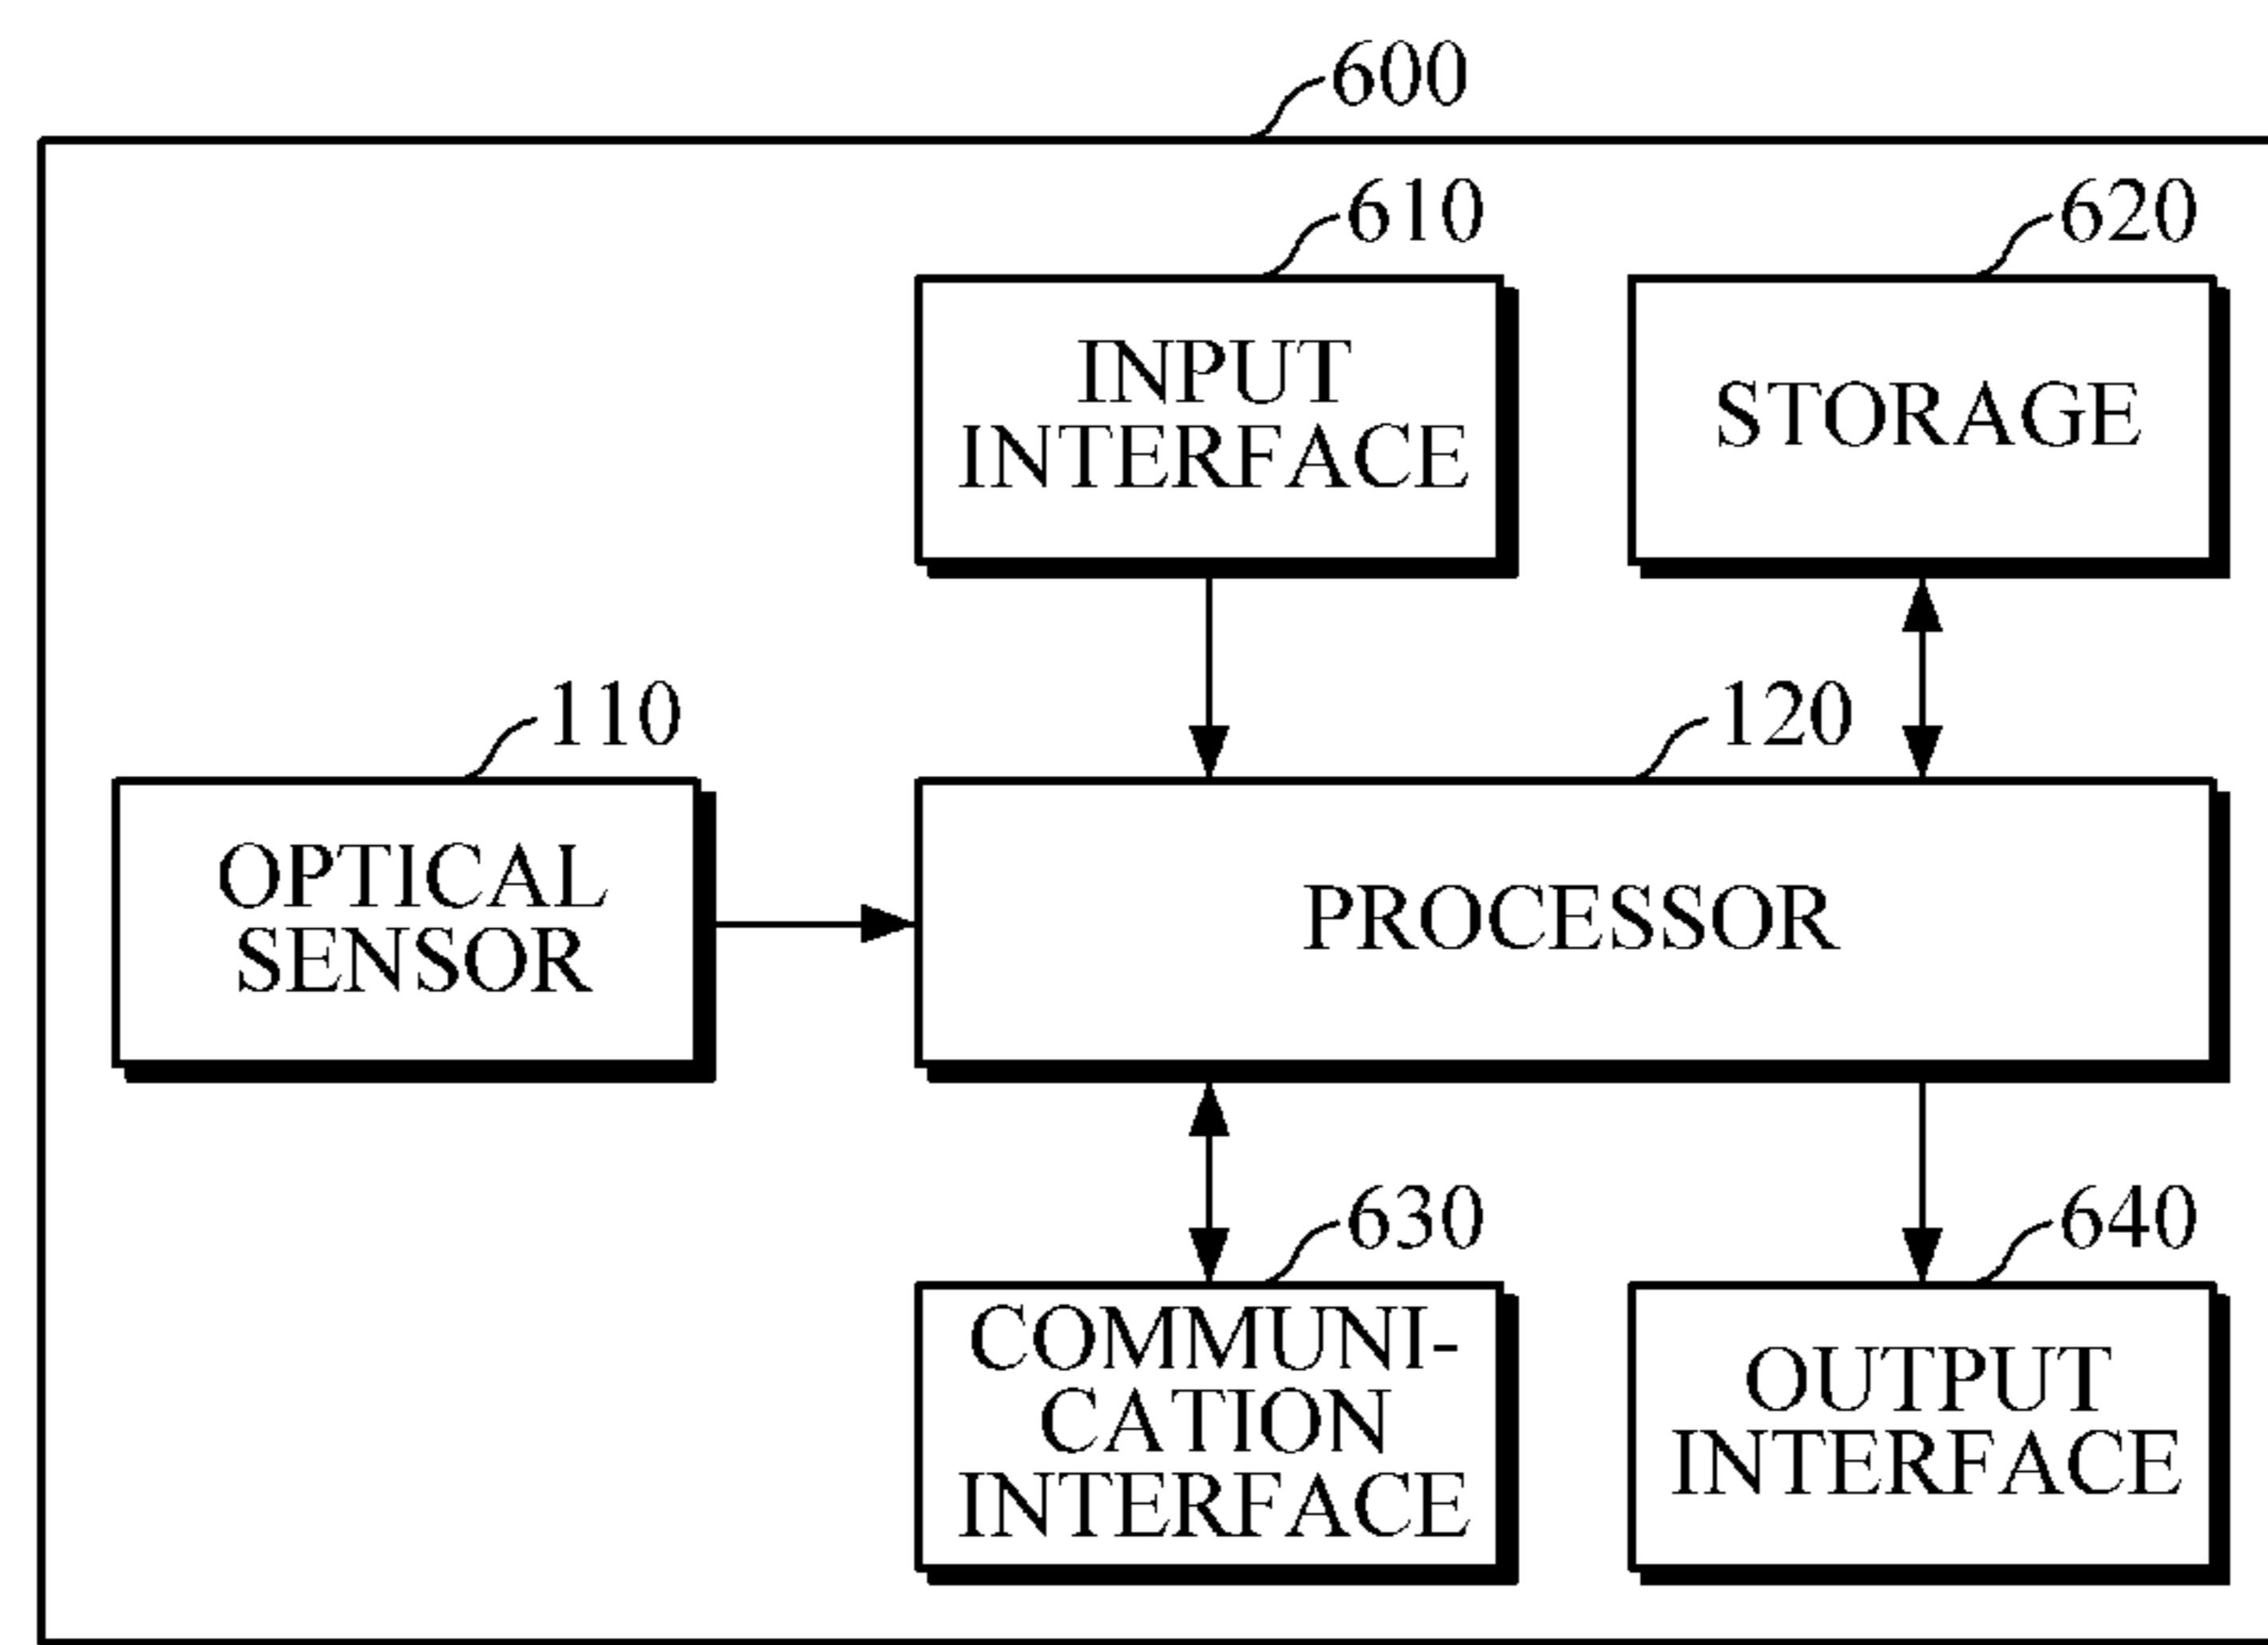 600
610
620
INPUT
INTERFACE
STORAGE
110
120
OPTICAL
SENSOR
PROCESSOR
630
640
COMMUNI-
CATION
INTERFACE
OUTPUT
INTERFACE